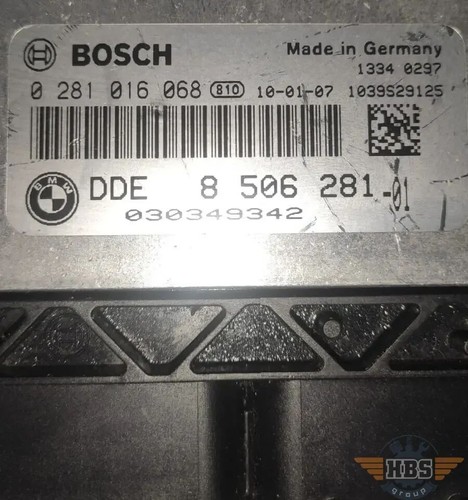 BOSCH
Made in Germany
1334 0297
0 281 016 068 810 10-01-07 1039S29125
BMW DDE 8 506 281-01
030349342
HBS
group